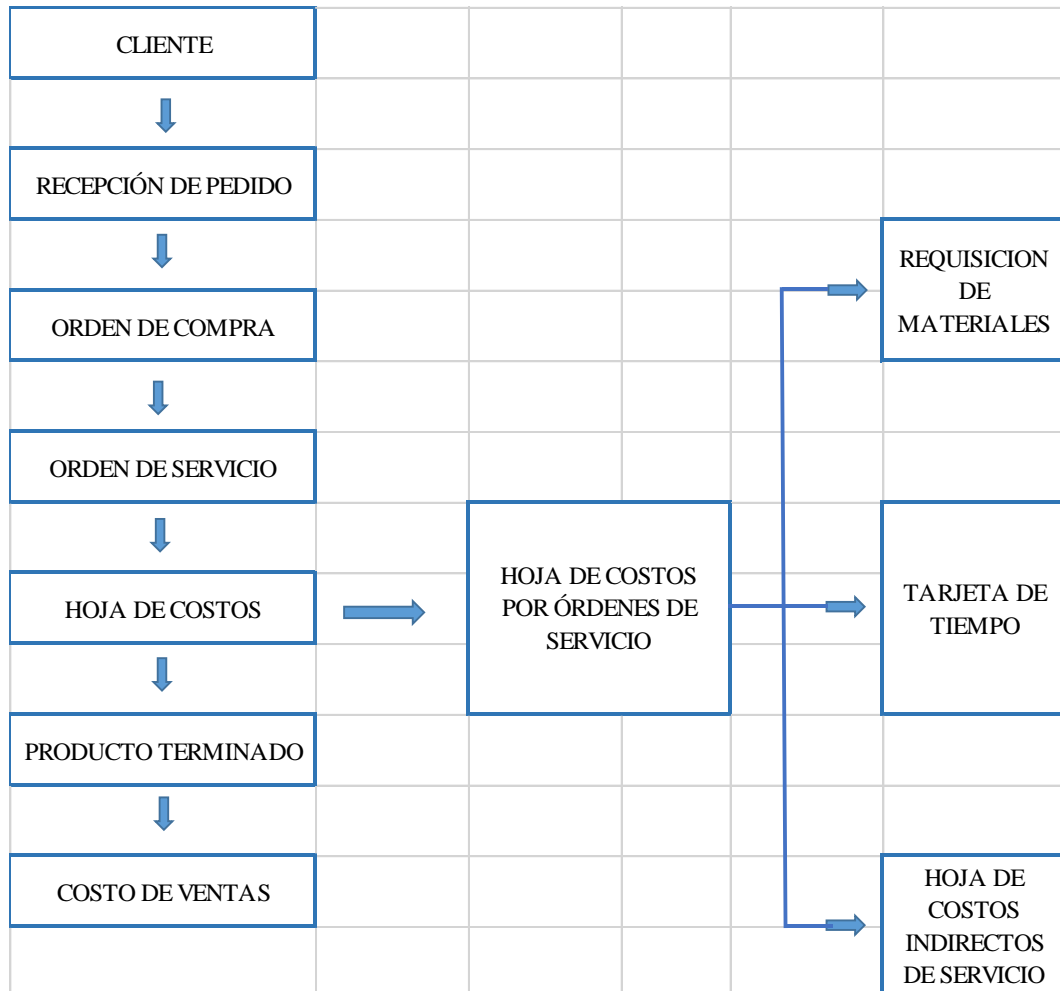 CLIENTE
RECEPCIÓN DE PEDIDO
ORDEN DE COMPRA
ORDEN DE SERVICIO
HOJA DE COSTOS
PRODUCTO TERMINADO
COSTO DE VENTAS
HOJA DE COSTOS
POR ÓRDENES DE
SERVICIO
REQUISICION
DE
MATERIALES
TARJETA DE
TIEMPO
HOJA DE
COSTOS
INDIRECTOS
DE SERVICIO